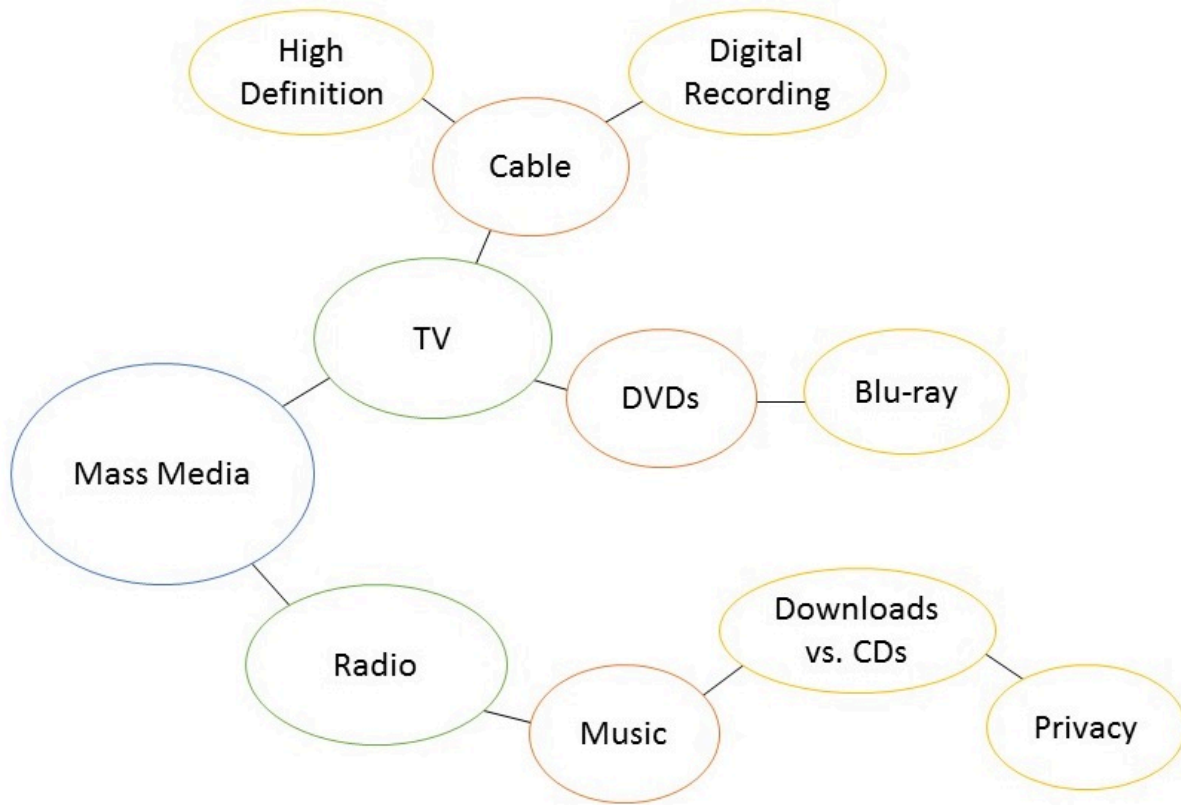 High
Definition
Digital
Recording
Cable
TV
DVDs
Blu-ray
Mass Media
Radio
Music
Downloads
vs. CDs
Privacy